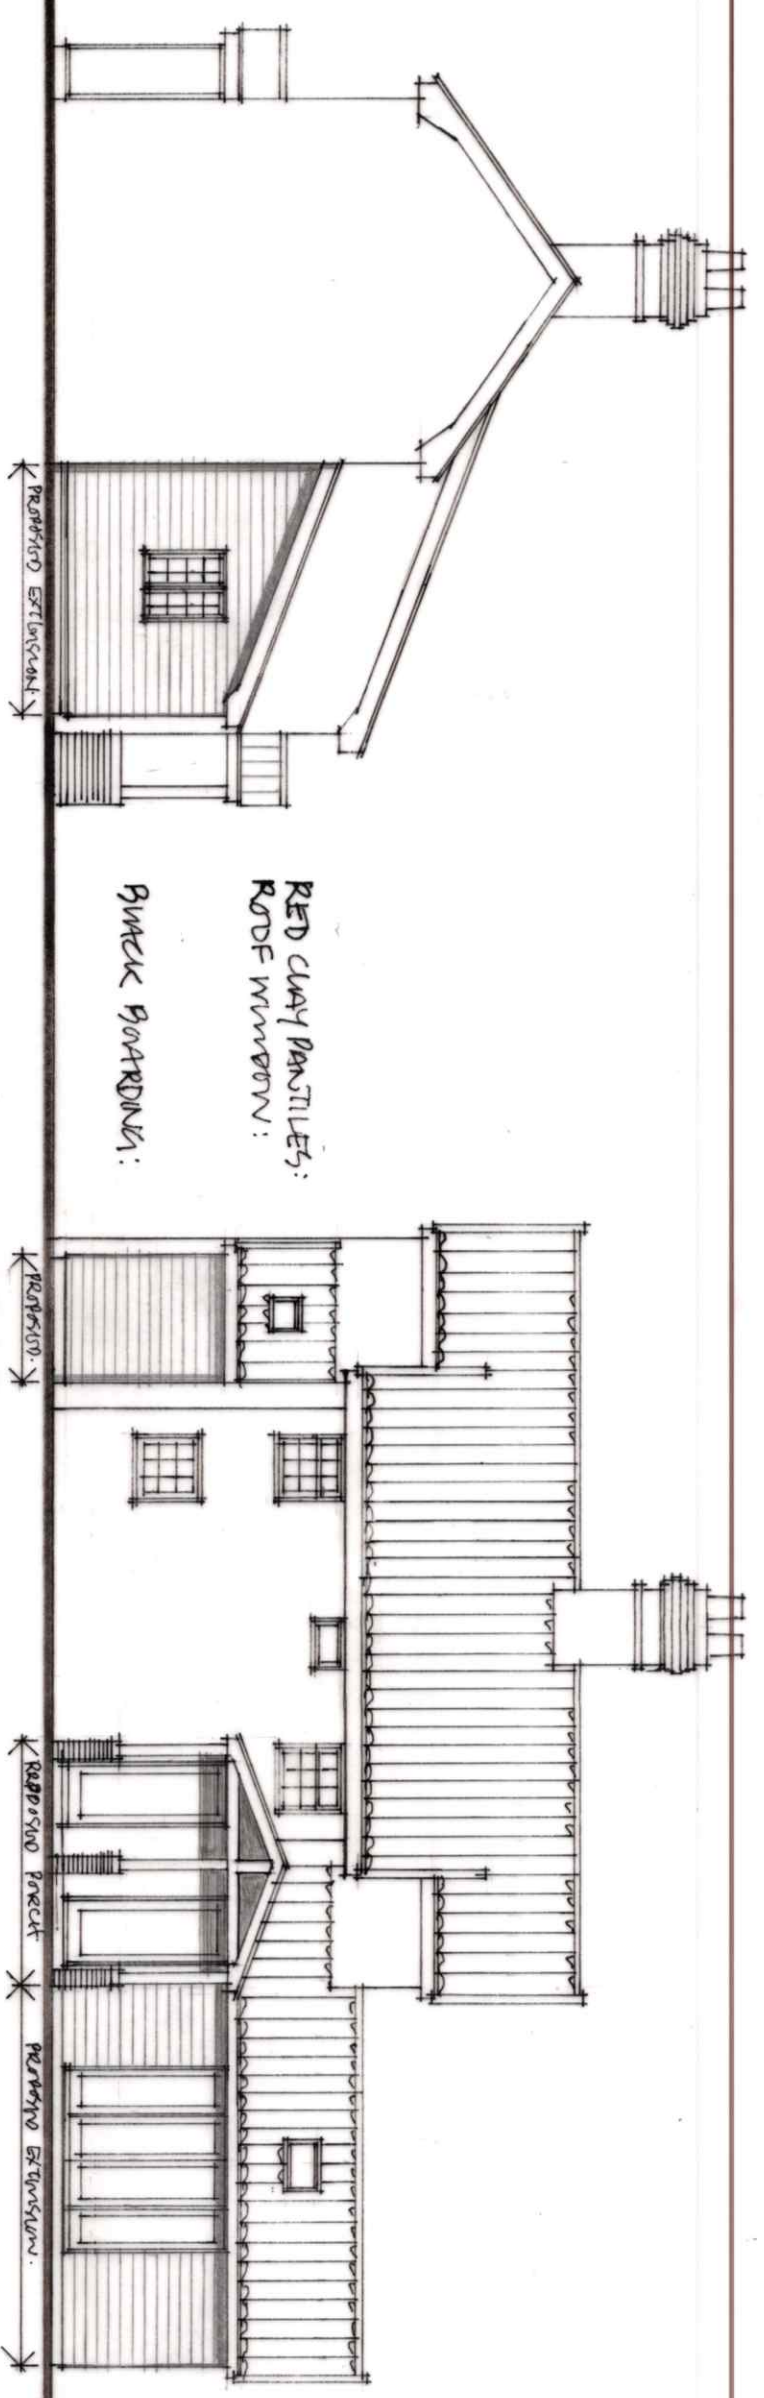 RED CLAY PANTILES:
ROOF WINDOW:
BLACK BOARDING:
PROPOSED EXTENSION.
PROPOSED.
PROPOSED PORCH
PROPOSED EXTENSION.